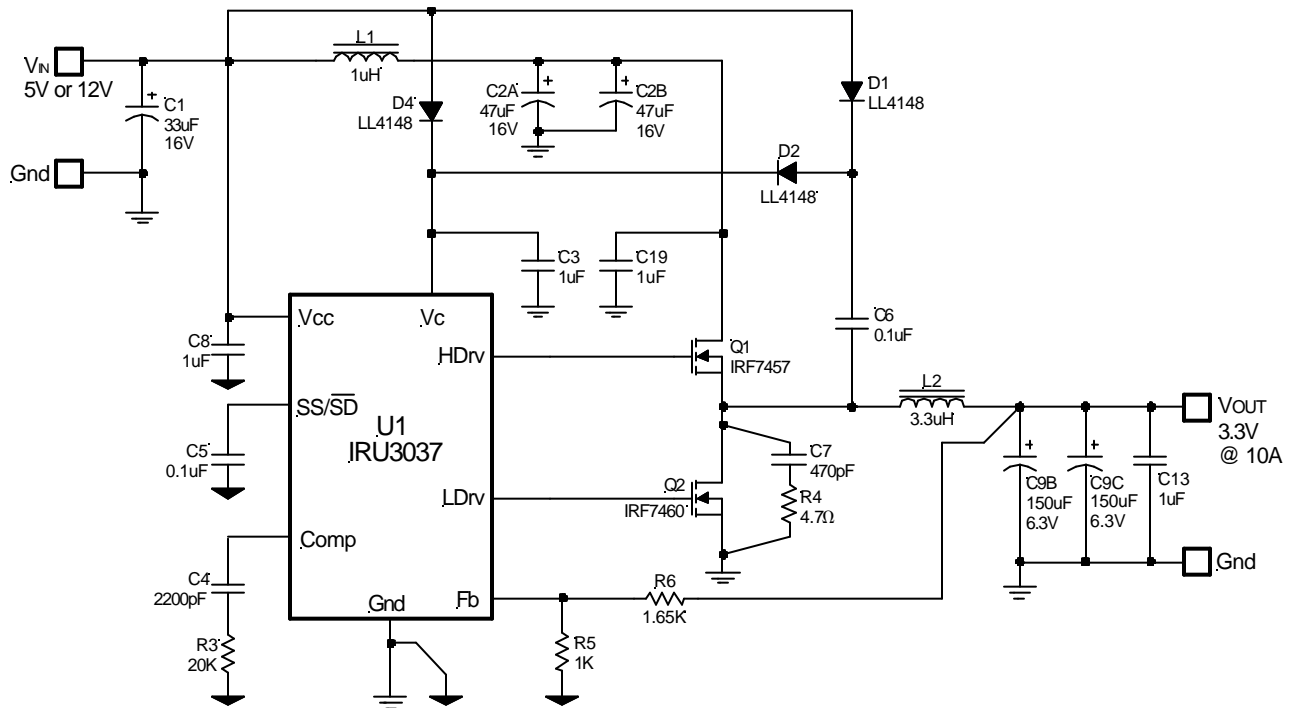 VIN
5V or 12V
C1
33uF
16V
Gnd
L1
1uH
D4
LL4148
C2A
47uF
16V
C2B
47uF
16V
D1
LL4148
D2
LL4148
C3
1uF
C19
1uF
C6
0.1uF
C8
1uF
Vcc
Vc
HDrv
SS/SD
U1
IRU3037
LDrv
Comp
Gnd
Fb
C5
0.1uF
C4
2200pF
R3
20K
Q1
IRF7457
Q2
IRF7460
C7
470pF
R4
4.7Ω
L2
3.3uH
C9B
150uF
6.3V
C9C
150uF
6.3V
C13
1uF
VOUT
3.3V
@ 10A
Gnd
R6
1.65K
R5
1K